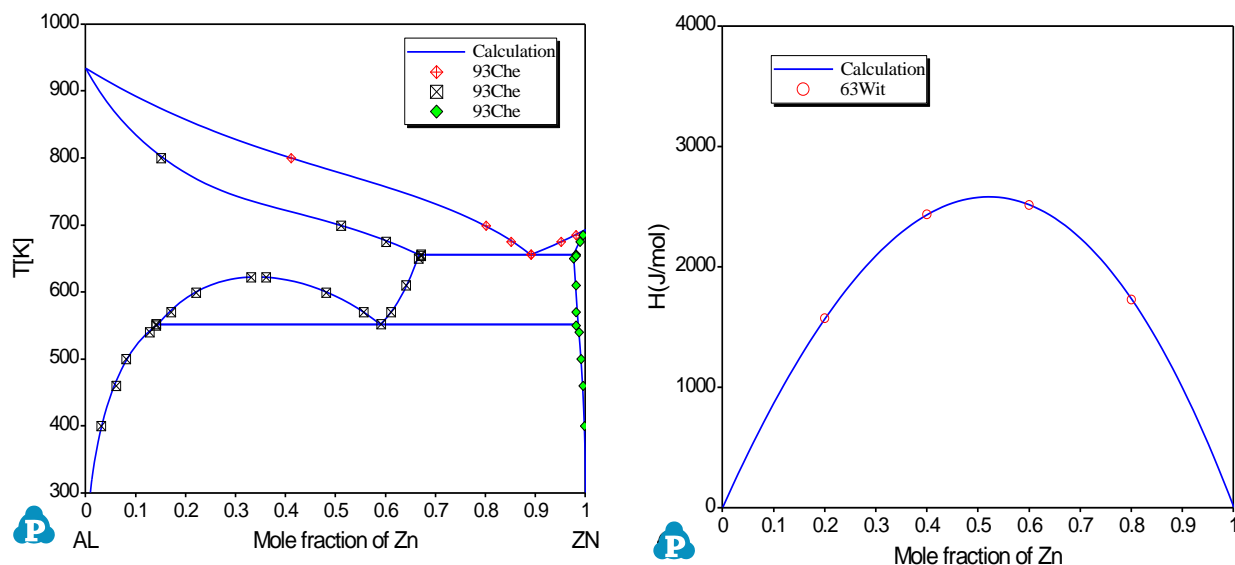 1000
900
800
700
600
500
400
300
T[K]
Calculation
93Che
93Che
93Che
0
0.1
0.2
0.3
0.4
0.5
0.6
0.7
0.8
0.9
1
P
AL
Mole fraction of Zn
ZN
4000
3000
2000
1000
0
H(J/mol)
Calculation
63Wit
0
0.1
0.2
0.3
0.4
0.5
0.6
0.7
0.8
0.9
1
P
Mole fraction of Zn